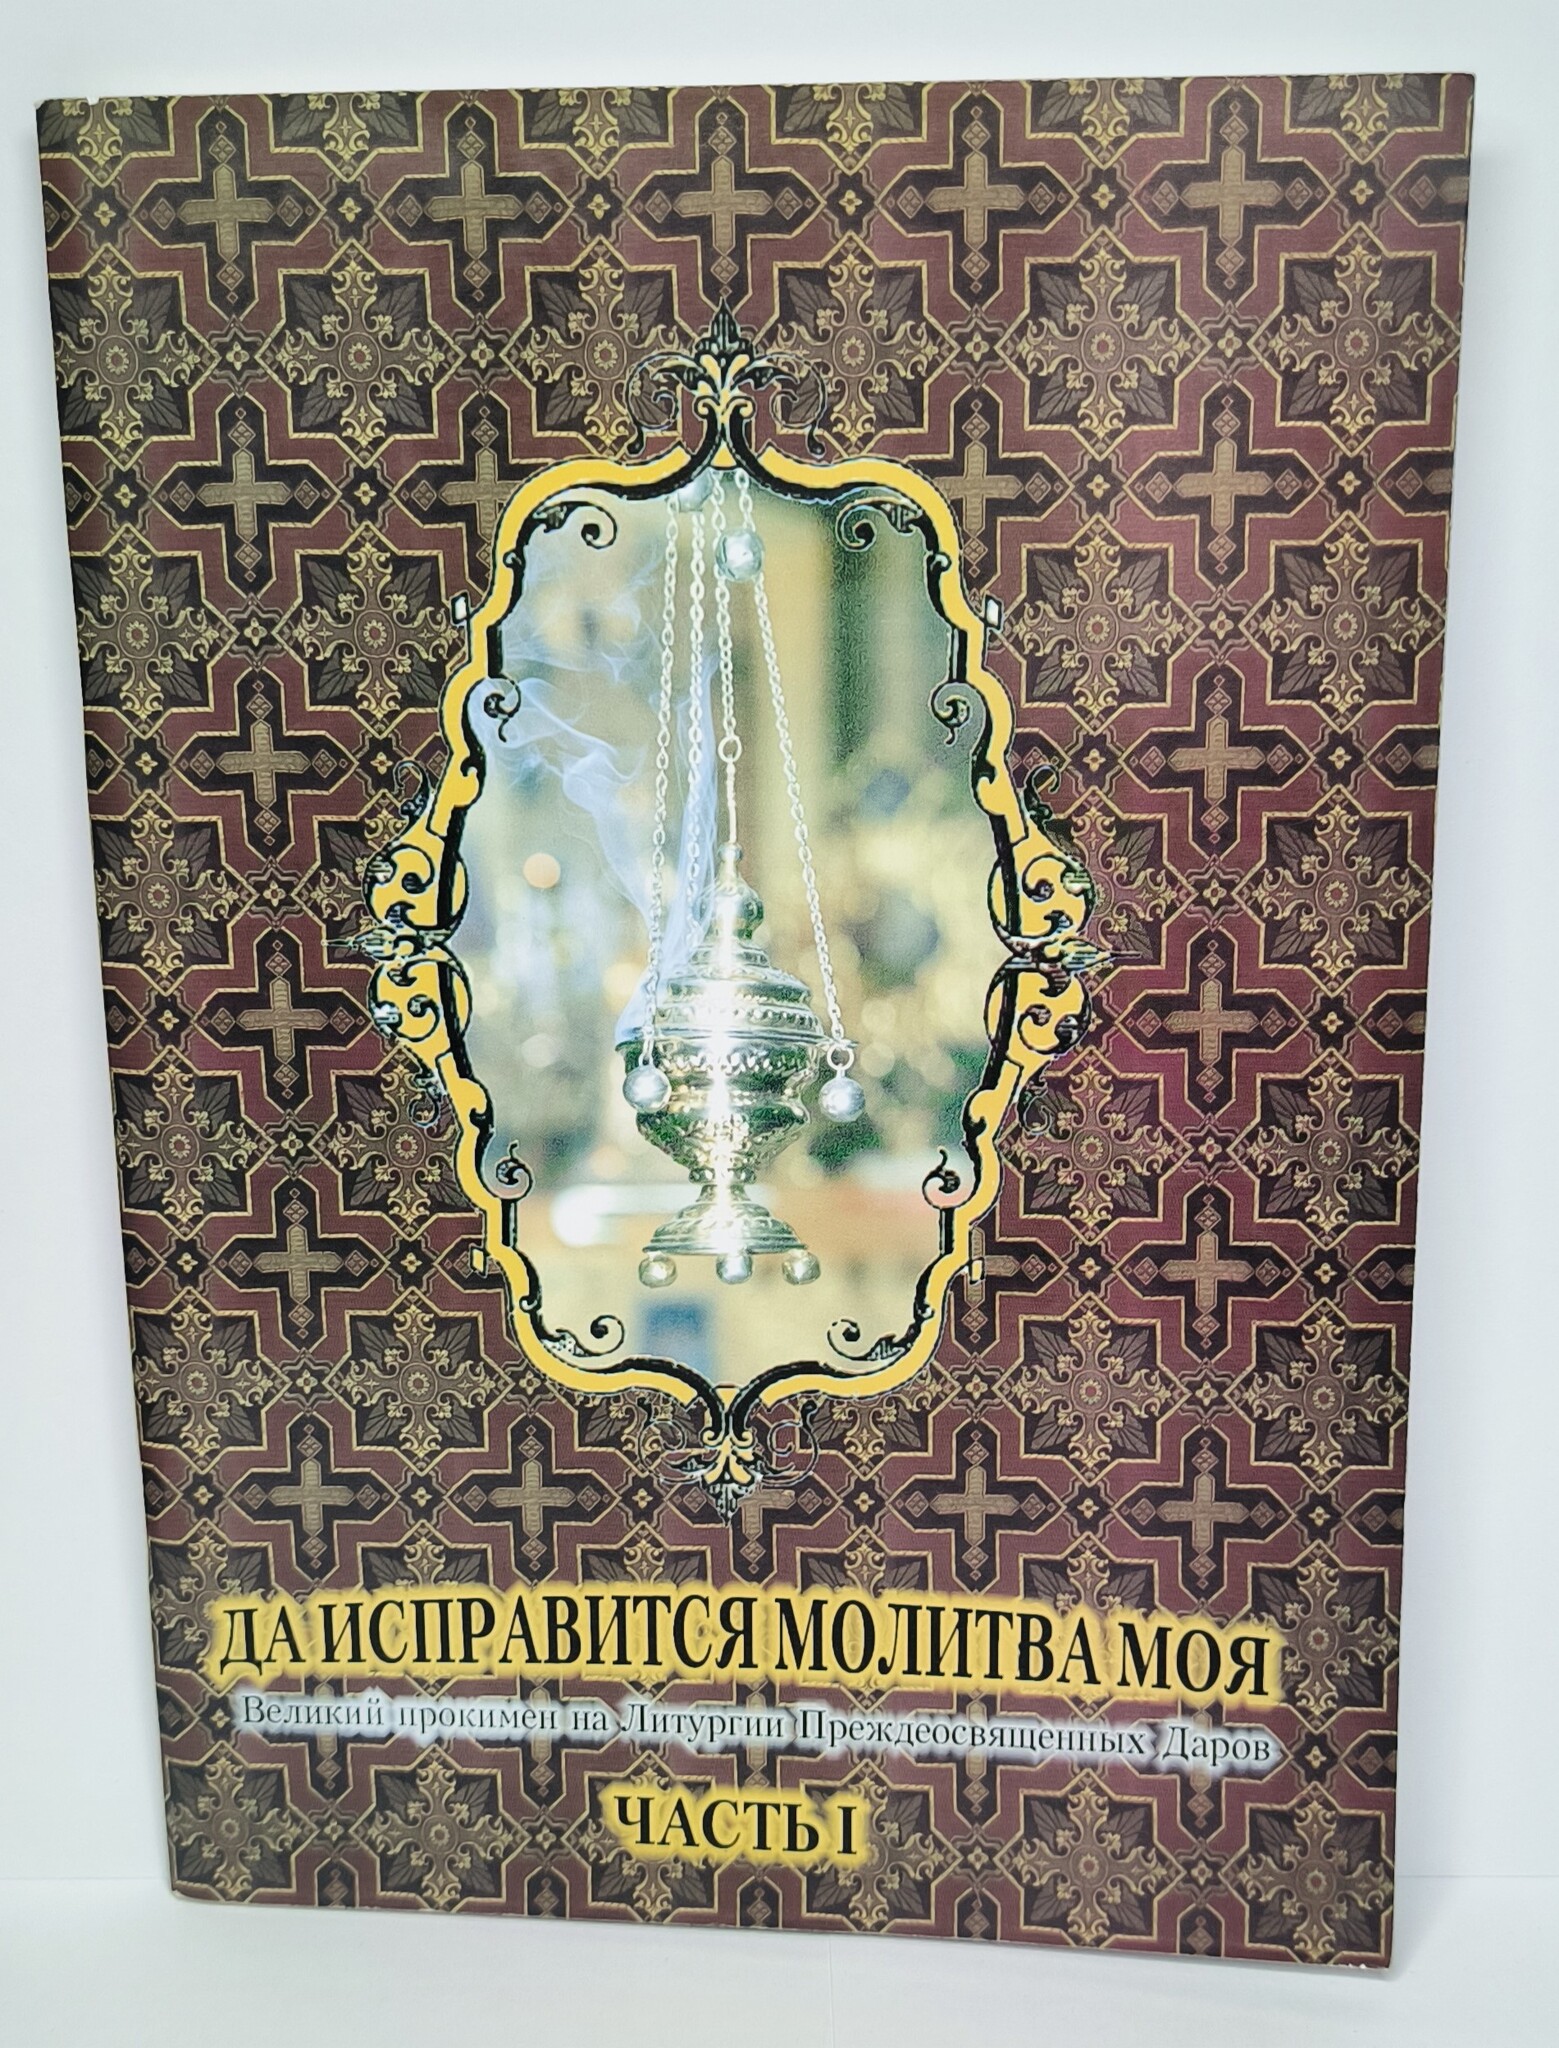 ДА ИСПРАВИТСЯ МОЛИТВА МОЯ
Великий прокимен на Литургии Преждеосвященных Даров
ЧАСТЬ I